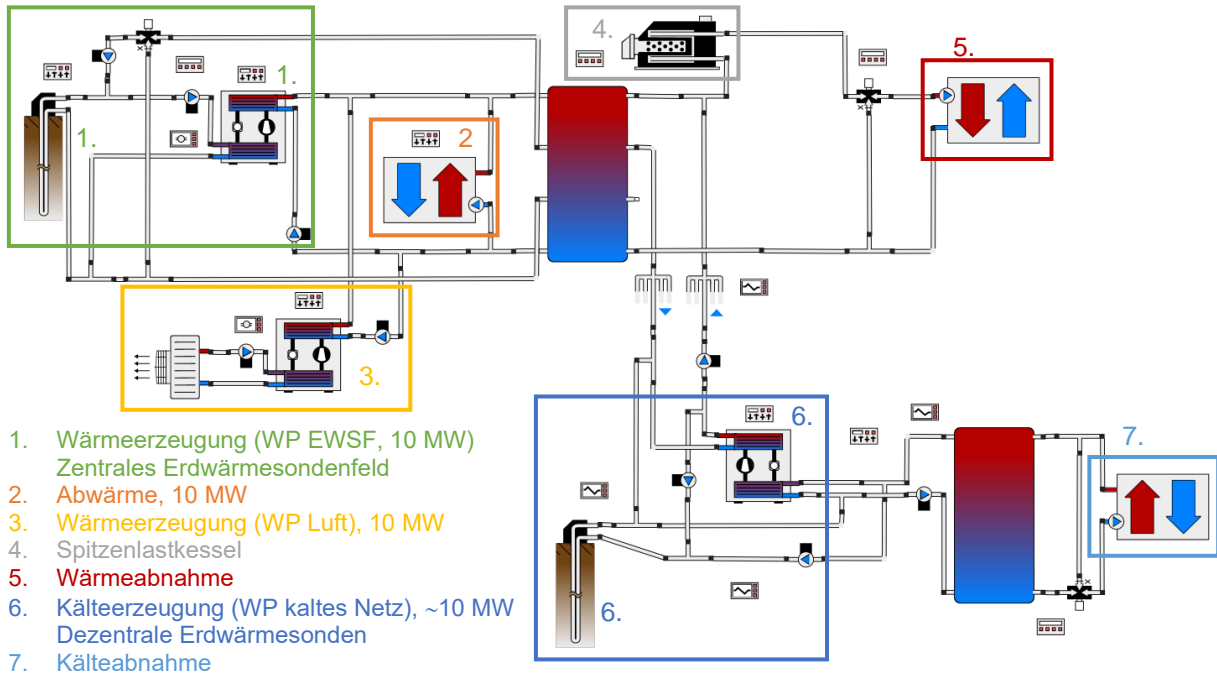 4.
5.
1.
1.
2
3.
6.
7.
6.
1. Wärmeerzeugung (WP EWSF, 10 MW)
Zentrales Erdwärmesondenfeld
2. Abwärme, 10 MW
3. Wärmeerzeugung (WP Luft), 10 MW
4. Spitzenlastkessel
5. Wärmeabnahme
6. Kälteerzeugung (WP kaltes Netz), ~10 MW
Dezentrale Erdwärmesonden
7. Kälteabnahme